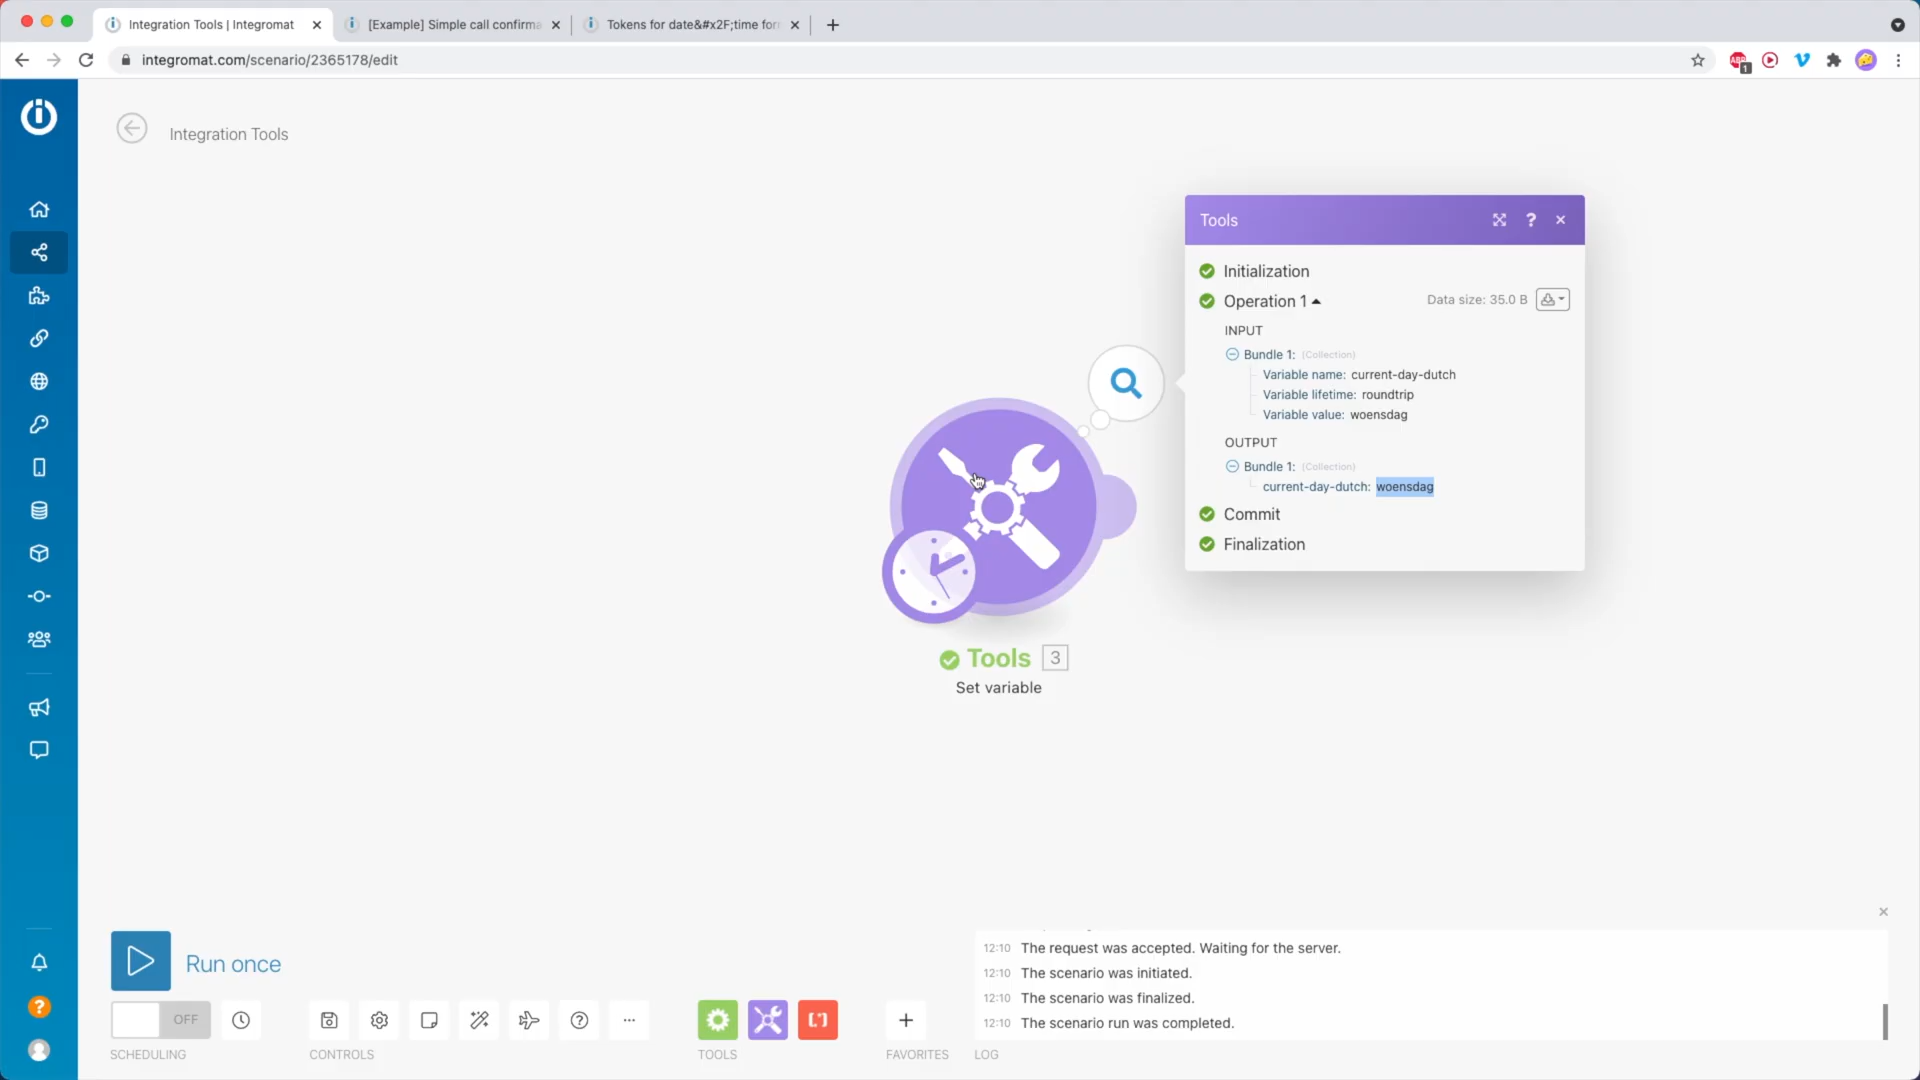 Integration Tools | Integromat
[Example] Simple call confirma
Tokens for date&#x2F;time for
integromat.com/scenario/2365178/edit
ABP
1
Integration Tools
Tools
?
Initialization
Operation 1
Data size: 35.0 B
INPUT
Bundle 1: (Collection)
Variable name: current-day-dutch
Variable lifetime: roundtrip
Variable value: woensdag
OUTPUT
Bundle 1: (Collection)
current-day-dutch: woensdag
Commit
Finalization
Tools 3
Set variable
Run once
12:10 The request was accepted. Waiting for the server.
12:10 The scenario was initiated.
12:10 The scenario was finalized.
12:10 The scenario run was completed.
OFF
SCHEDULING
CONTROLS
TOOLS
FAVORITES
LOG